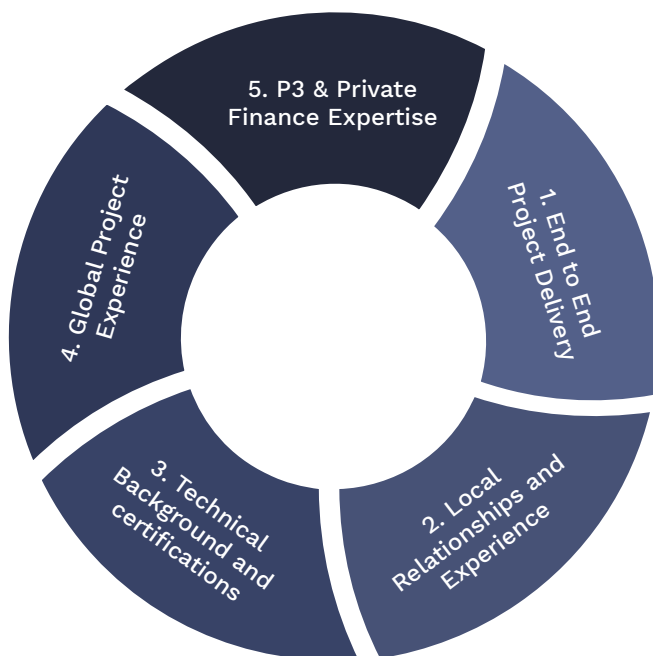 5. P3 & Private
Finance Expertise
1. End to End
Project Delivery
2. Local
Relationships and
Experience
3. Technical
Background and
certifications
4. Global Project
Experience